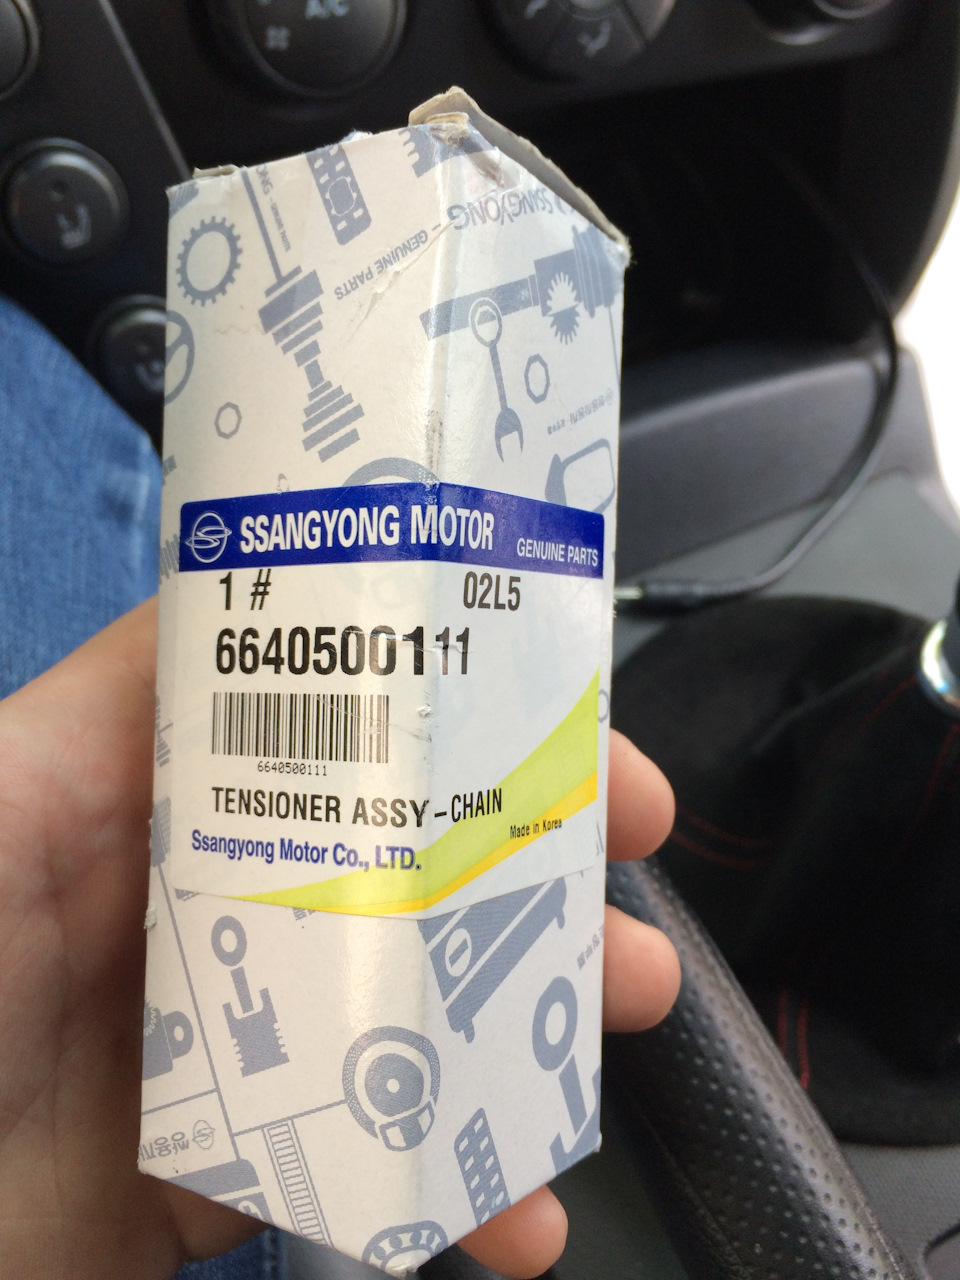 A/C
SSANGYONG
GENUINE PARTS
SSANGYONG MOTOR GENUINE PARTS
1 # 02L5
6640500111
6640500111
TENSIONER ASSY-CHAIN
Made in Korea
Ssangyong Motor Co., LTD.